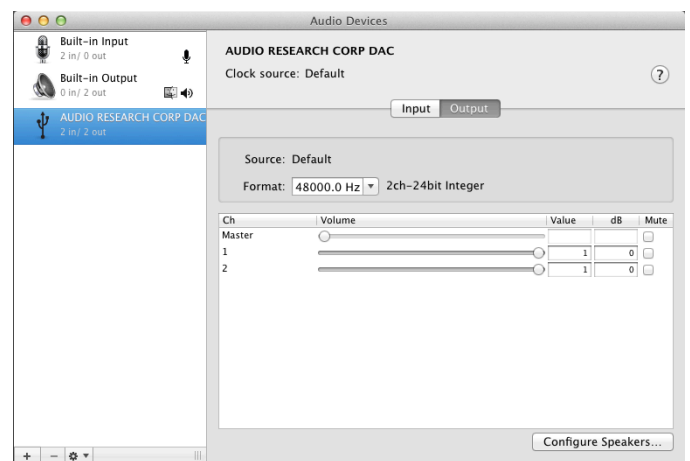 Audio Devices
Built-in Input
2 in/ 0 out
Built-in Output
0 in/ 2 out
AUDIO RESEARCH CORP DAC
2 in/ 2 out
AUDIO RESEARCH CORP DAC
Clock source: Default
?
Input Output
Source: Default
Format: 48000.0 Hz 2ch-24bit Integer
Ch Volume Value dB Mute
Master
1 1 0
2 1 0
Configure Speakers...